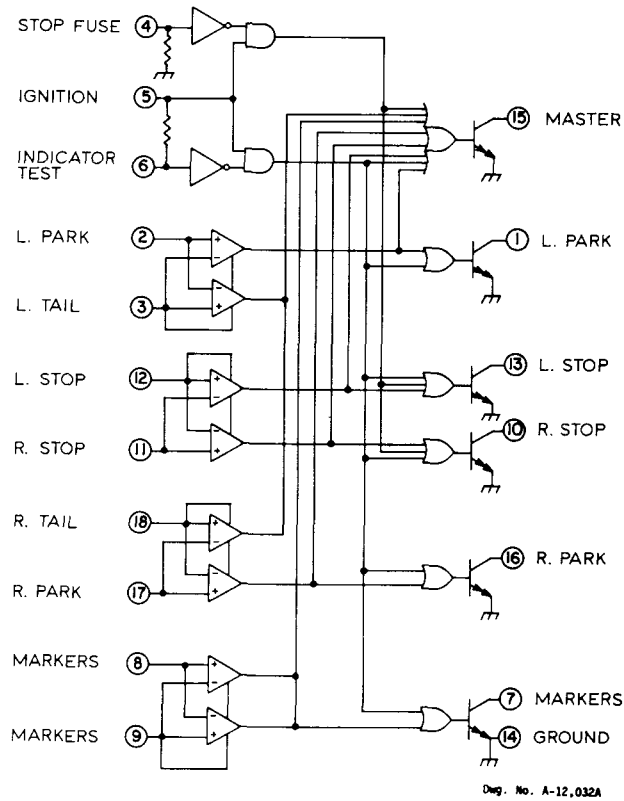 STOP FUSE 4
IGNITION 5
INDICATOR
TEST 6
15 MASTER
L. PARK 2
+
−
1 L. PARK
L. TAIL 3
−
+
L. STOP 12
+
−
13 L. STOP
R. STOP 11
−
+
10 R. STOP
R. TAIL 18
+
−
R. PARK 17
−
+
16 R. PARK
MARKERS 8
+
−
7 MARKERS
MARKERS 9
−
+
14 GROUND
Dwg. No. A-12,032A